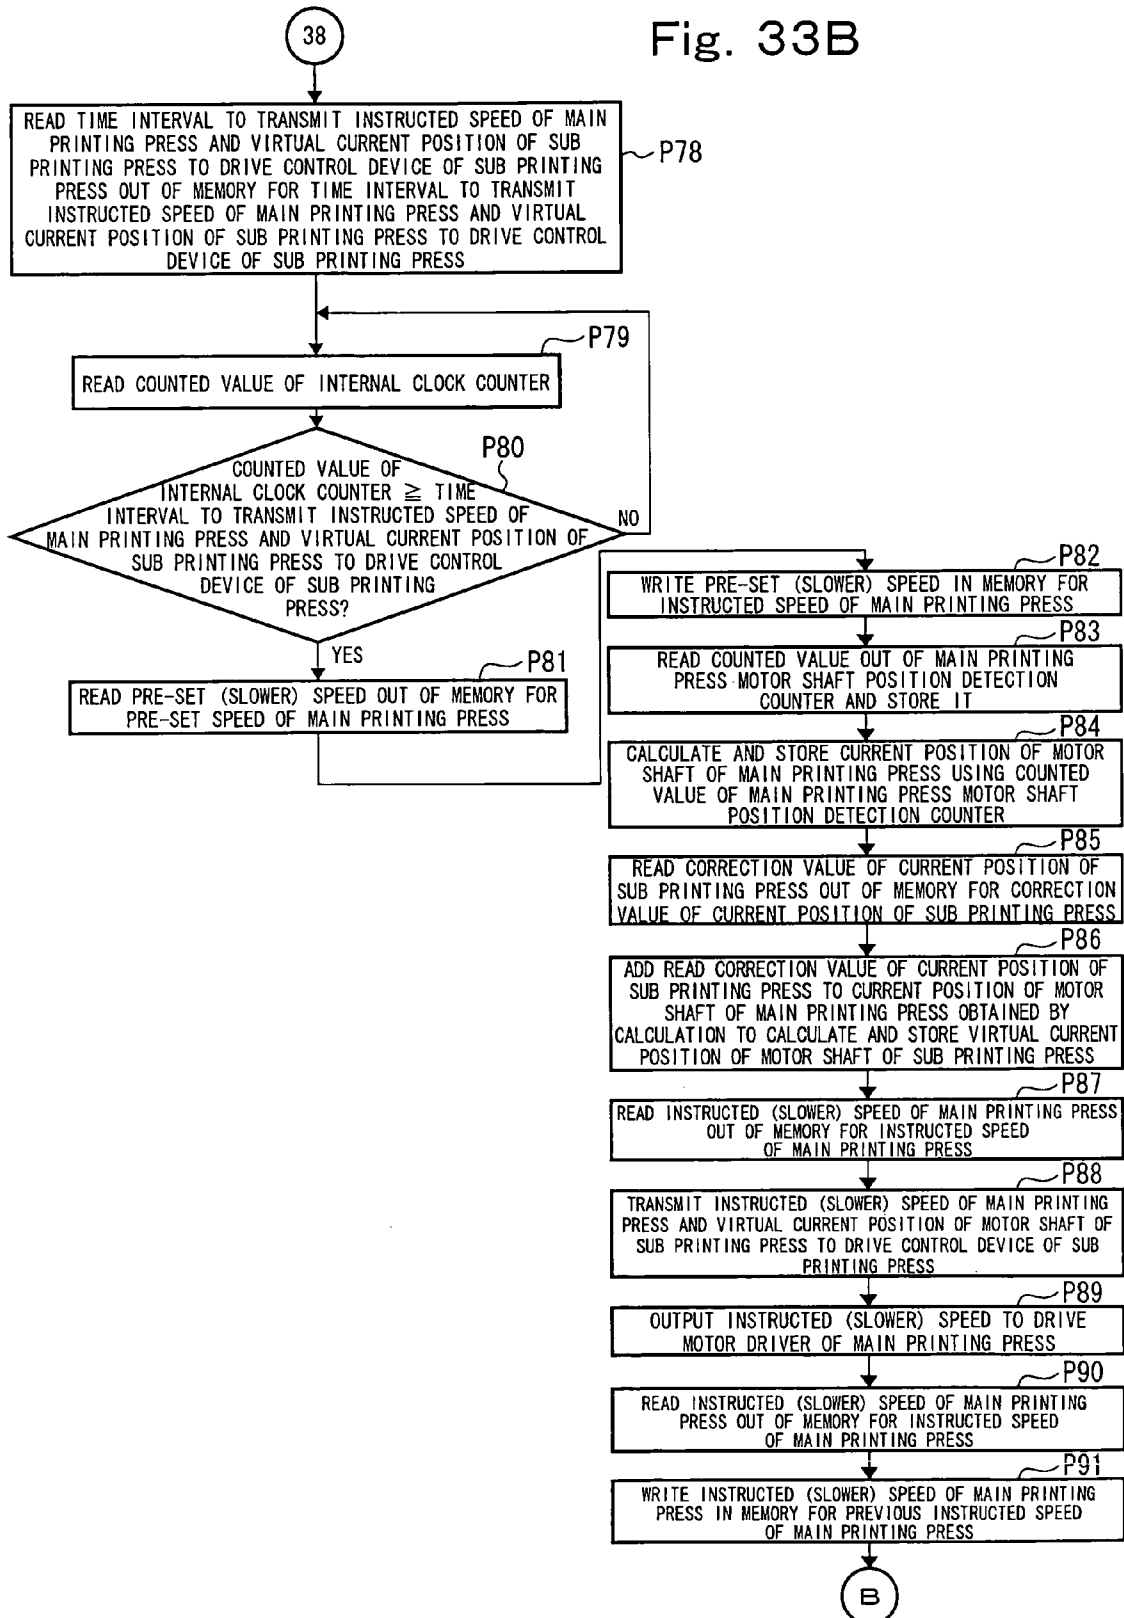 Fig. 33B
38
READ TIME INTERVAL TO TRANSMIT INSTRUCTED SPEED OF MAIN
PRINTING PRESS AND VIRTUAL CURRENT POSITION OF SUB
PRINTING PRESS TO DRIVE CONTROL DEVICE OF SUB PRINTING
PRESS OUT OF MEMORY FOR TIME INTERVAL TO TRANSMIT
INSTRUCTED SPEED OF MAIN PRINTING PRESS AND VIRTUAL
CURRENT POSITION OF SUB PRINTING PRESS TO DRIVE CONTROL
DEVICE OF SUB PRINTING PRESS
P78
P79
READ COUNTED VALUE OF INTERNAL CLOCK COUNTER
P80
COUNTED VALUE OF
INTERNAL CLOCK COUNTER ≧ TIME
INTERVAL TO TRANSMIT INSTRUCTED SPEED OF
MAIN PRINTING PRESS AND VIRTUAL CURRENT POSITION OF
SUB PRINTING PRESS TO DRIVE CONTROL
DEVICE OF SUB PRINTING
PRESS?
NO
YES
P81
READ PRE-SET (SLOWER) SPEED OUT OF MEMORY FOR
PRE-SET SPEED OF MAIN PRINTING PRESS
P82
WRITE PRE-SET (SLOWER) SPEED IN MEMORY FOR
INSTRUCTED SPEED OF MAIN PRINTING PRESS
P83
READ COUNTED VALUE OUT OF MAIN PRINTING
PRESS MOTOR SHAFT POSITION DETECTION
COUNTER AND STORE IT
P84
CALCULATE AND STORE CURRENT POSITION OF MOTOR
SHAFT OF MAIN PRINTING PRESS USING COUNTED
VALUE OF MAIN PRINTING PRESS MOTOR SHAFT
POSITION DETECTION COUNTER
P85
READ CORRECTION VALUE OF CURRENT POSITION OF
SUB PRINTING PRESS OUT OF MEMORY FOR CORRECTION
VALUE OF CURRENT POSITION OF SUB PRINTING PRESS
P86
ADD READ CORRECTION VALUE OF CURRENT POSITION OF
SUB PRINTING PRESS TO CURRENT POSITION OF MOTOR
SHAFT OF MAIN PRINTING PRESS OBTAINED BY
CALCULATION TO CALCULATE AND STORE VIRTUAL CURRENT
POSITION OF MOTOR SHAFT OF SUB PRINTING PRESS
P87
READ INSTRUCTED (SLOWER) SPEED OF MAIN PRINTING PRESS
OUT OF MEMORY FOR INSTRUCTED SPEED
OF MAIN PRINTING PRESS
P88
TRANSMIT INSTRUCTED (SLOWER) SPEED OF MAIN PRINTING
PRESS AND VIRTUAL CURRENT POSITION OF MOTOR SHAFT OF
SUB PRINTING PRESS TO DRIVE CONTROL DEVICE OF SUB
PRINTING PRESS
P89
OUTPUT INSTRUCTED (SLOWER) SPEED TO DRIVE
MOTOR DRIVER OF MAIN PRINTING PRESS
P90
READ INSTRUCTED (SLOWER) SPEED OF MAIN PRINTING
PRESS OUT OF MEMORY FOR INSTRUCTED SPEED
OF MAIN PRINTING PRESS
P91
WRITE INSTRUCTED (SLOWER) SPEED OF MAIN PRINTING
PRESS IN MEMORY FOR PREVIOUS INSTRUCTED SPEED
OF MAIN PRINTING PRESS
B